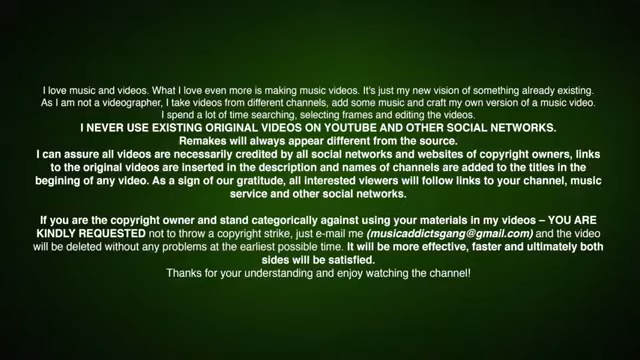 I love music and videos. What I love even more is making music videos. It's just my new vision of something already existing.
As I am not a videographer, I take videos from different channels, add some music and craft my own version of a music video.
I spend a lot of time searching, selecting frames and editing the videos.
I NEVER USE EXISTING ORIGINAL VIDEOS ON YOUTUBE AND OTHER SOCIAL NETWORKS.
Remakes will always appear different from the source.
I can assure all videos are necessarily credited by all social networks and websites of copyright owners, links
to the original videos are inserted in the description and names of channels are added to the titles in the
begining of any video. As a sign of our gratitude, all interested viewers will follow links to your channel, music
service and other social networks.
If you are the copyright owner and stand categorically against using your materials in my videos – YOU ARE
KINDLY REQUESTED not to throw a copyright strike, just e-mail me (musicaddictsgang@gmail.com) and the video
will be deleted without any problems at the earliest possible time. It will be more effective, faster and ultimately both
sides will be satisfied.
Thanks for your understanding and enjoy watching the channel!